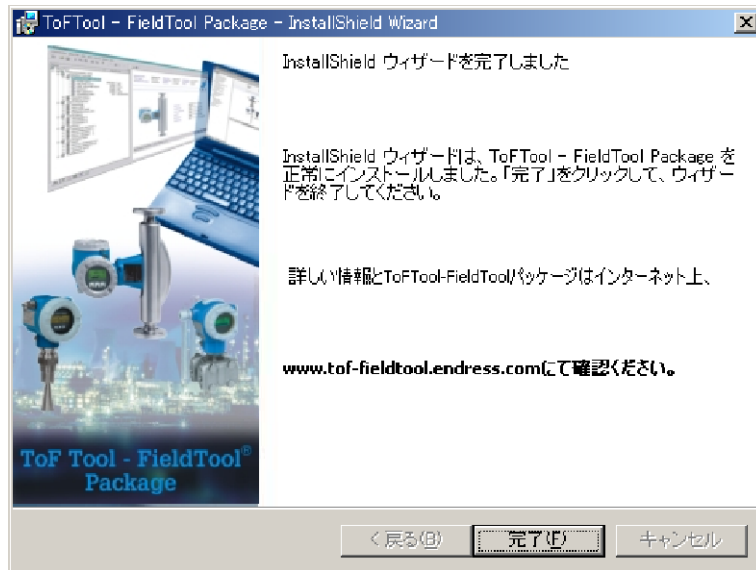 ToFTool - FieldTool Package - InstallShield Wizard
InstallShield ウィザードを完了しました
InstallShield ウィザードは、ToFTool - FieldTool Package を
正常にインストールしました。「完了」をクリックして、ウィザー
ドを終了してください。
詳しい情報とToFTool-FieldToolパッケージはインターネット上、
www.tof-fieldtool.endress.comにて確認ください。
ToF Tool - FieldTool®
Package
< 戻る(B)
完了(F)
キャンセル